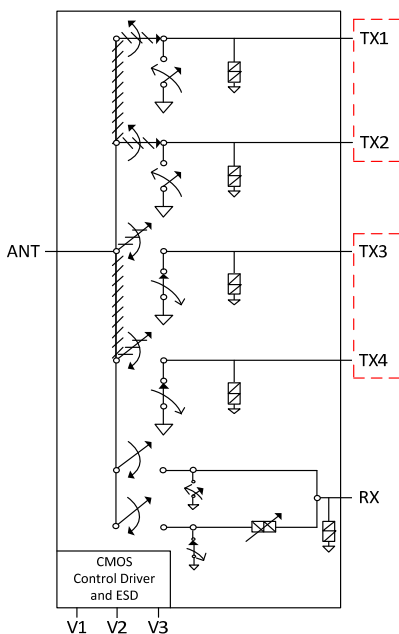 TX1
TX2
ANT
TX3
TX4
RX
CMOS
Control Driver
and ESD
V1 V2 V3